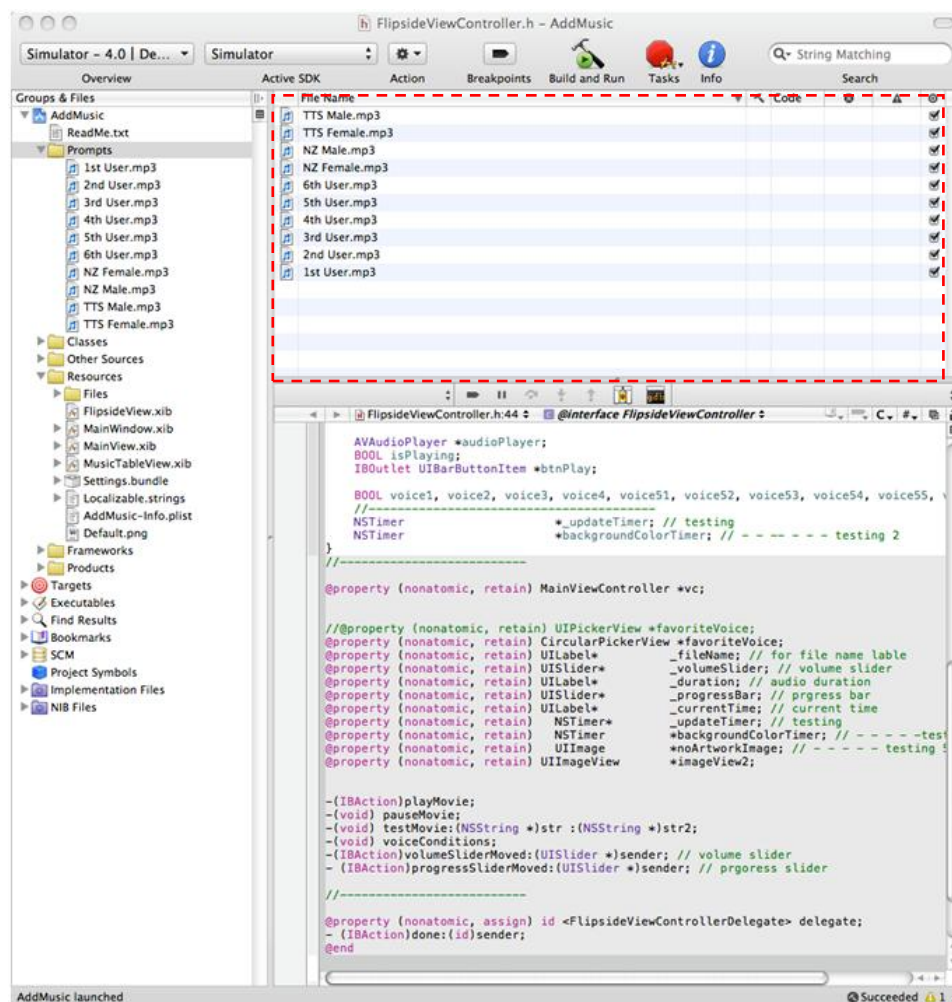 FlipsideViewController.h - AddMusic
Simulator - 4.0 | De...
Simulator
String Matching
Overview
Active SDK
Action
Breakpoints
Build and Run
Tasks
Info
Search
Groups & Files
AddMusic
ReadMe.txt
Prompts
1st User.mp3
2nd User.mp3
3rd User.mp3
4th User.mp3
5th User.mp3
6th User.mp3
NZ Female.mp3
NZ Male.mp3
TTS Male.mp3
TTS Female.mp3
Classes
Other Sources
Resources
Files
FlipsideView.xib
MainWindow.xib
MainView.xib
MusicTableView.xib
Settings.bundle
Localizable.strings
AddMusic-Info.plist
Default.png
Frameworks
Products
Targets
Executables
Find Results
Bookmarks
SCM
Project Symbols
Implementation Files
NIB Files
File Name
Code
TTS Male.mp3
TTS Female.mp3
NZ Male.mp3
NZ Female.mp3
6th User.mp3
5th User.mp3
4th User.mp3
3rd User.mp3
2nd User.mp3
1st User.mp3
FlipsideViewController.h:44
@interface FlipsideViewController
C
#
AVAudioPlayer *audioPlayer;
BOOL isPlaying;
IBOutlet UIBarButtonItem *btnPlay;
BOOL voice1, voice2, voice3, voice4, voice51, voice52, voice53, voice54, voice55,
//----------------------------------------
NSTimer *_updateTimer; // testing
NSTimer *backgroundColorTimer; // - - -- - - - testing 2
}
//--------------------------
@property (nonatomic, retain) MainViewController *vc;
//@property (nonatomic, retain) UIPickerView *favoriteVoice;
@property (nonatomic, retain) CircularPickerView *favoriteVoice;
@property (nonatomic, retain) UILabel* _fileName; // for file name lable
@property (nonatomic, retain) UISlider* _volumeSlider; // volume slider
@property (nonatomic, retain) UILabel* _duration; // audio duration
@property (nonatomic, retain) UISlider* _progressBar; // prgress bar
@property (nonatomic, retain) UILabel* _currentTime; // current time
@property (nonatomic, retain) NSTimer* _updateTimer; // testing
@property (nonatomic, retain) NSTimer *backgroundColorTimer; // - - - - -test
@property (nonatomic, retain) UIImage *noArtworkImage; // - - - - - testing
@property (nonatomic, retain) UIImageView *imageView2;
-(IBAction)playMovie;
-(void) pauseMovie;
-(void) testMovie:(NSString *)str :(NSString *)str2;
-(void) voiceConditions;
-(IBAction)volumeSliderMoved:(UISlider *)sender; // volume slider
- (IBAction)progressSliderMoved:(UISlider *)sender; // prgoress slider
//--------------------------
@property (nonatomic, assign) id <FlipsideViewControllerDelegate> delegate;
- (IBAction)done:(id)sender;
@end
AddMusic launched
Succeeded
1